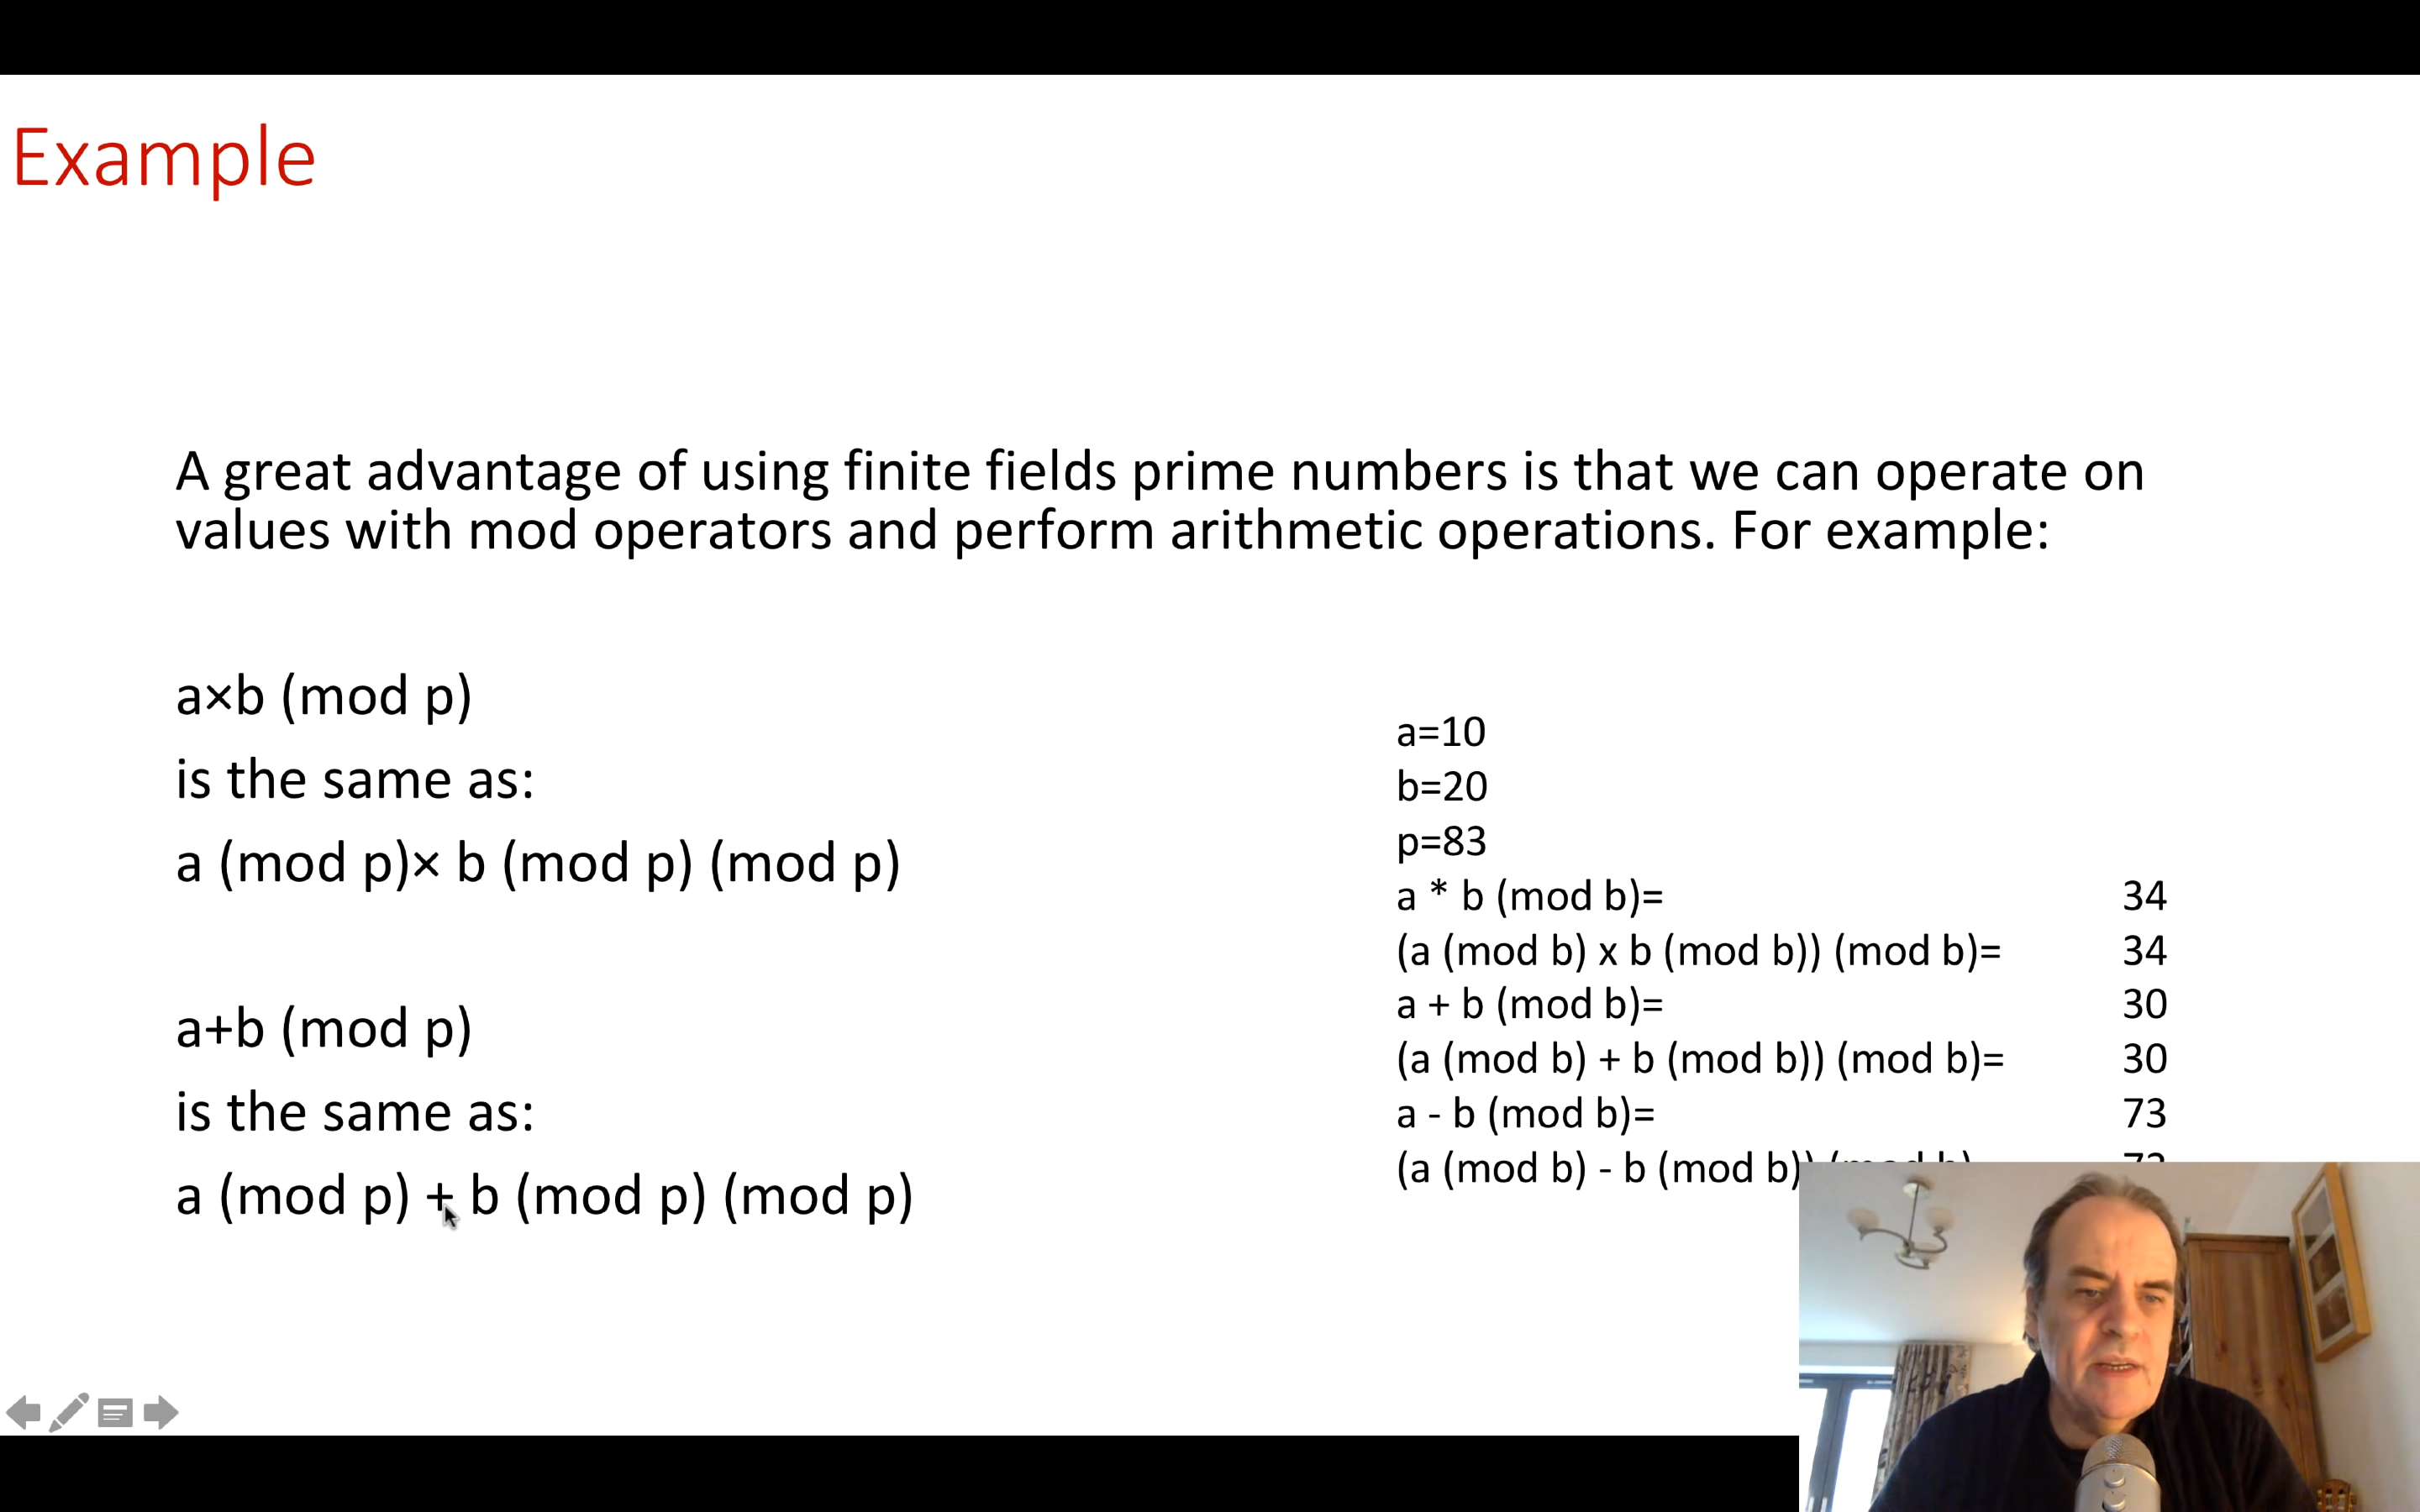 Example
A great advantage of using finite fields prime numbers is that we can operate on
values with mod operators and perform arithmetic operations. For example:
a×b (mod p)
is the same as:
a (mod p)× b (mod p) (mod p)
a+b (mod p)
is the same as:
a (mod p) + b (mod p) (mod p)
a=10
b=20
p=83
a * b (mod b)= 34
(a (mod b) x b (mod b)) (mod b)= 34
a + b (mod b)= 30
(a (mod b) + b (mod b)) (mod b)= 30
a - b (mod b)= 73
(a (mod b) - b (mod b))